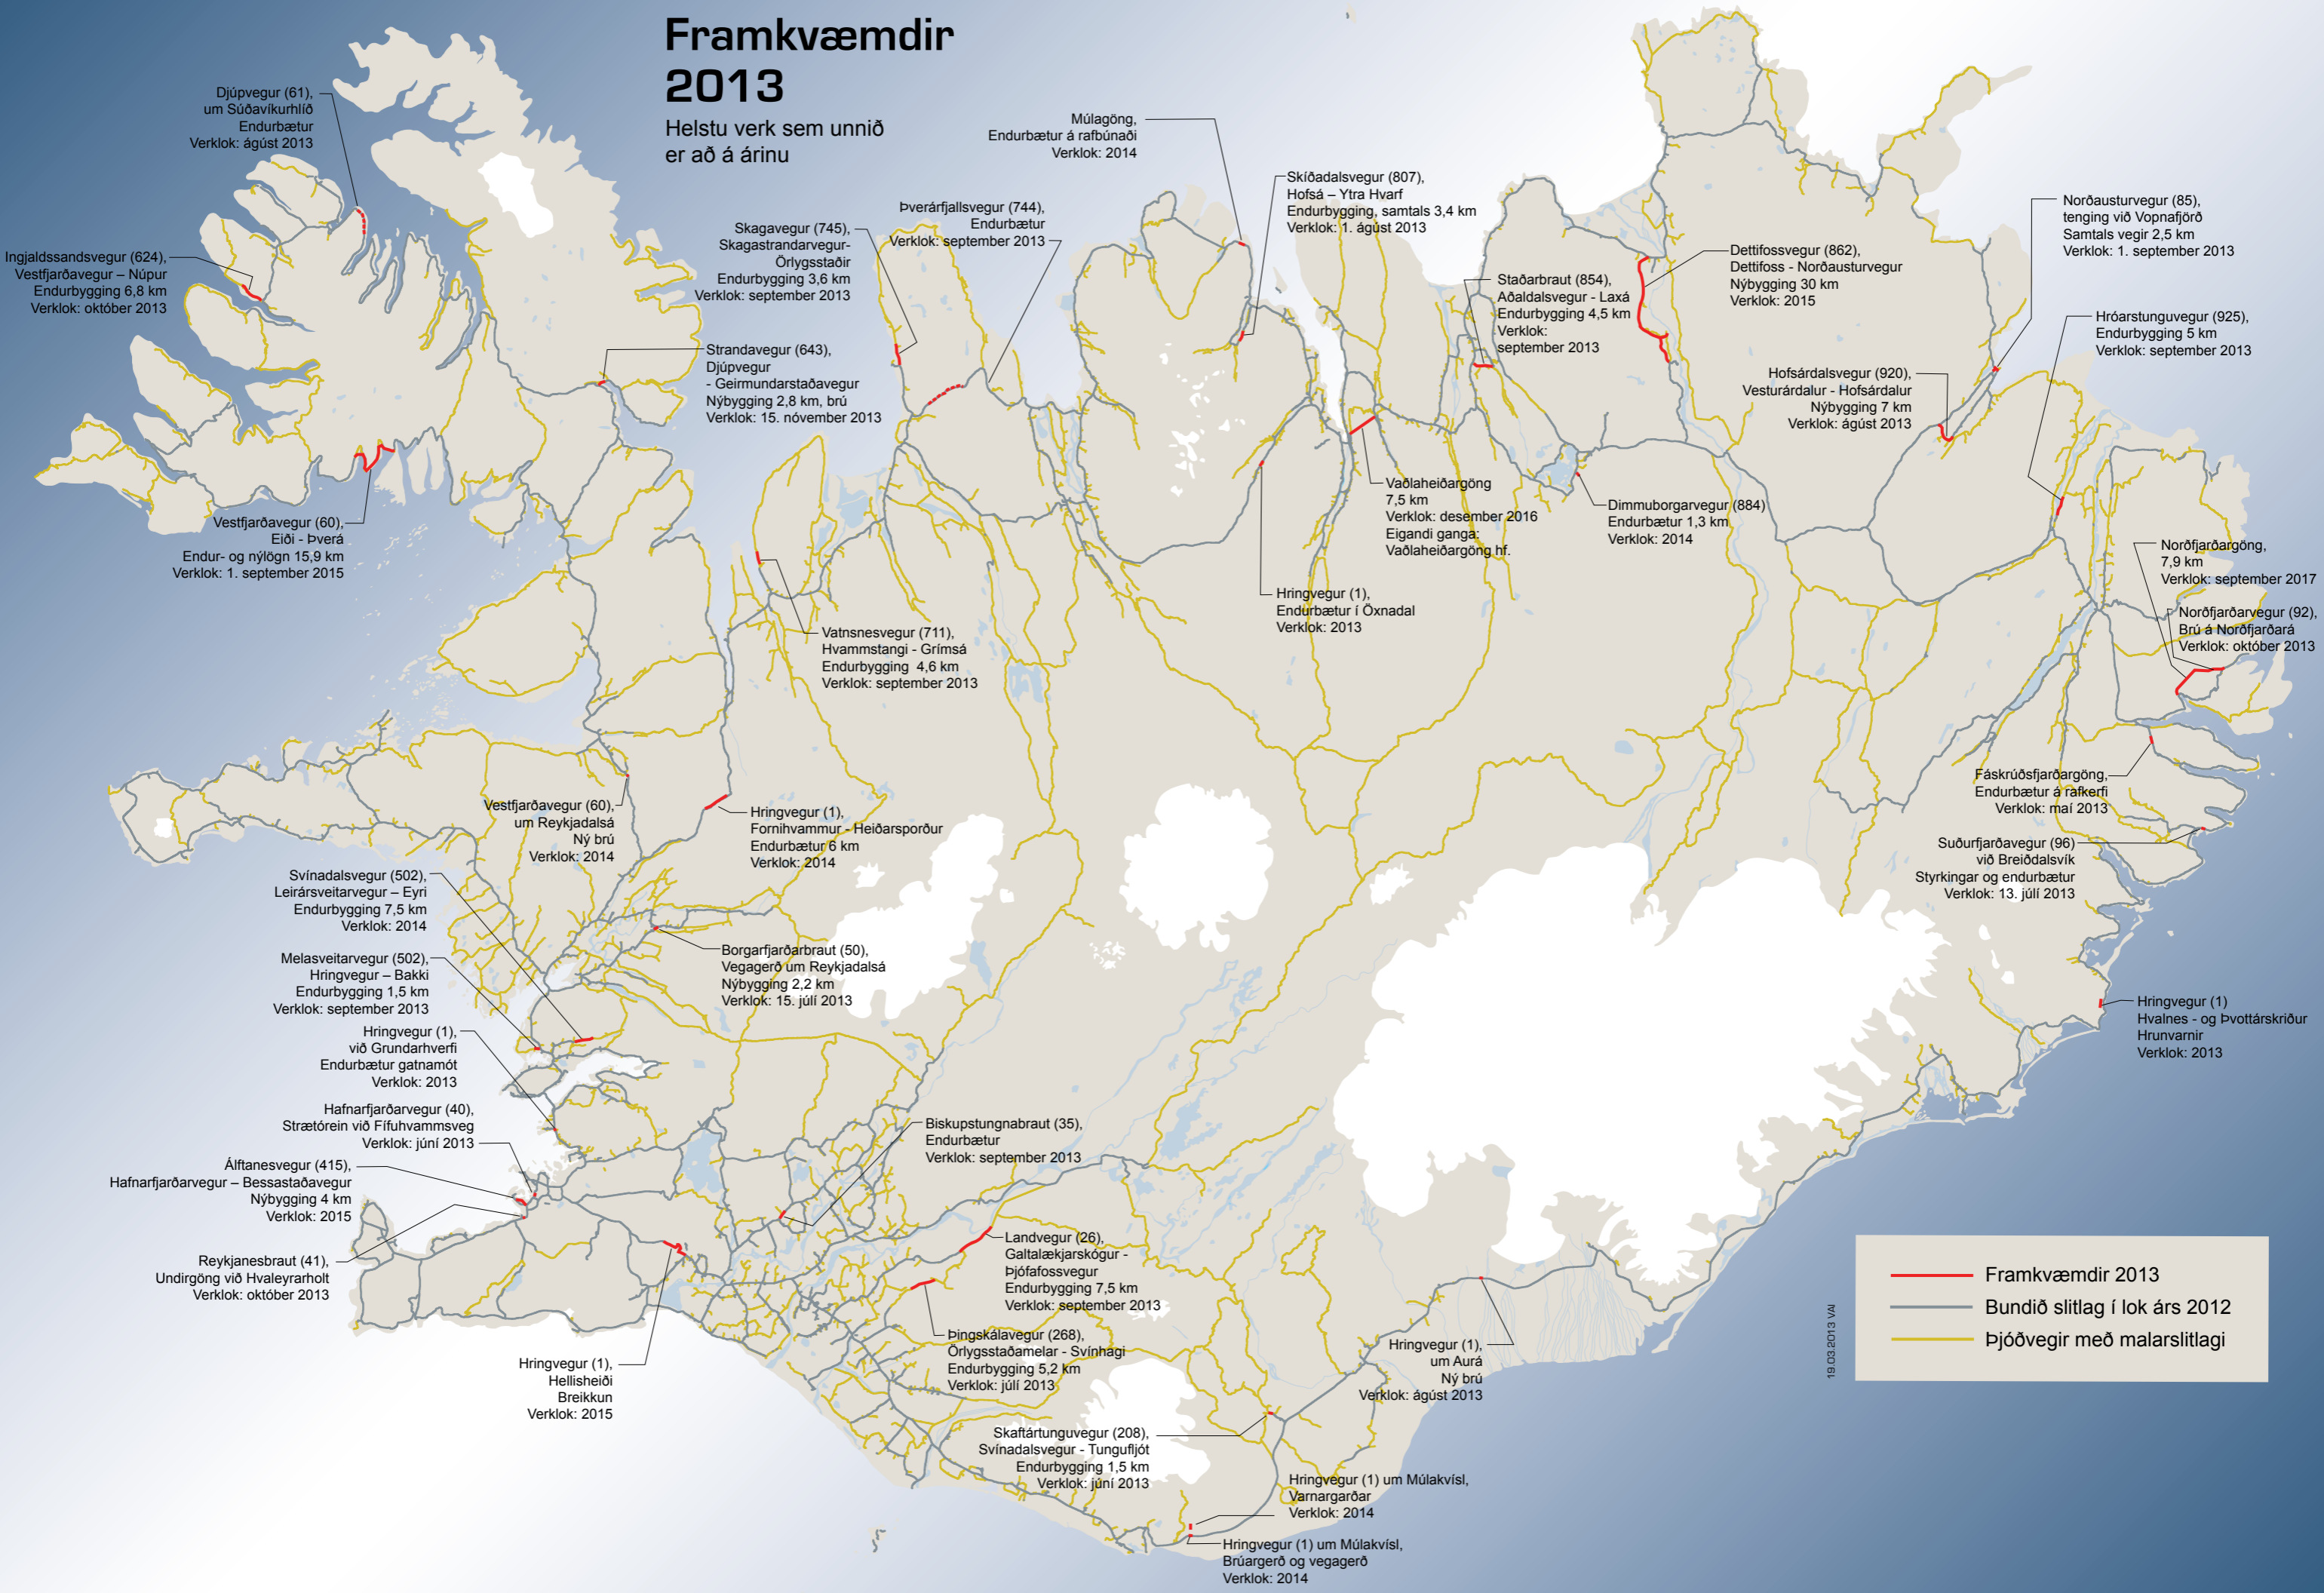 Framkvæmdir
2013
Helstu verk sem unnið
er að á árinu
Djúpvegur (61),
um Súðavíkurhlíð
Endurbætur
Verklok: ágúst 2013
Ingjaldssandsvegur (624),
Vestfjarðavegur – Núpur
Endurbygging 6,8 km
Verklok: október 2013
Vestfjarðavegur (60),
Eiði - Þverá
Endur- og nýlögn 15,9 km
Verklok: 1. september 2015
Strandavegur (643),
Djúpvegur
- Geirmundarstaðavegur
Nýbygging 2,8 km, brú
Verklok: 15. nóvember 2013
Skagavegur (745),
Skagastrandarvegur-
Örlygsstaðir
Endurbygging 3,6 km
Verklok: september 2013
Þverárfjallsvegur (744),
Endurbætur
Verklok: september 2013
Múlagöng,
Endurbætur á rafbúnaði
Verklok: 2014
Skíðadalsvegur (807),
Hofsá – Ytra Hvarf
Endurbygging, samtals 3,4 km
Verklok: 1. ágúst 2013
Staðarbraut (854),
Aðaldalsvegur - Laxá
Endurbygging 4,5 km
Verklok:
september 2013
Dettifossvegur (862),
Dettifoss - Norðausturvegur
Nýbygging 30 km
Verklok: 2015
Norðausturvegur (85),
tenging við Vopnafjörð
Samtals vegir 2,5 km
Verklok: 1. september 2013
Hróarstunguvegur (925),
Endurbygging 5 km
Verklok: september 2013
Hofsárdalsvegur (920),
Vesturárdalur - Hofsárdalur
Nýbygging 7 km
Verklok: ágúst 2013
Vaðlaheiðargöng
7,5 km
Verklok: desember 2016
Eigandi ganga:
Vaðlaheiðargöng hf.
Dimmuborgarvegur (884)
Endurbætur 1,3 km
Verklok: 2014
Norðfjarðargöng,
7,9 km
Verklok: september 2017
Norðfjarðarvegur (92),
Brú á Norðfjarðará
Verklok: október 2013
Hringvegur (1),
Endurbætur í Öxnadal
Verklok: 2013
Vatnsnesvegur (711),
Hvammstangi - Grímsá
Endurbygging 4,6 km
Verklok: september 2013
Fáskrúðsfjarðargöng,
Endurbætur á rafkerfi
Verklok: maí 2013
Suðurfjarðavegur (96)
við Breiðdalsvík
Styrkingar og endurbætur
Verklok: 13. júlí 2013
Vestfjarðavegur (60),
um Reykjadalsá
Ný brú
Verklok: 2014
Hringvegur (1),
Fornihvammur - Heiðarsporður
Endurbætur 6 km
Verklok: 2014
Svínadalsvegur (502),
Leirársveitarvegur – Eyri
Endurbygging 7,5 km
Verklok: 2014
Borgarfjarðarbraut (50),
Vegagerð um Reykjadalsá
Nýbygging 2,2 km
Verklok: 15. júlí 2013
Melasveitarvegur (502),
Hringvegur – Bakki
Endurbygging 1,5 km
Verklok: september 2013
Hringvegur (1),
við Grundarhverfi
Endurbætur gatnamót
Verklok: 2013
Hringvegur (1)
Hvalnes - og Þvottárskriður
Hrunvarnir
Verklok: 2013
Hafnarfjarðarvegur (40),
Strætórein við Fífuhvammsveg
Verklok: júní 2013
Biskupstungnabraut (35),
Endurbætur
Verklok: september 2013
Álftanesvegur (415),
Hafnarfjarðarvegur – Bessastaðavegur
Nýbygging 4 km
Verklok: 2015
Reykjanesbraut (41),
Undirgöng við Hvaleyrarholt
Verklok: október 2013
Landvegur (26),
Galtalækjarskógur -
Þjófafossvegur
Endurbygging 7,5 km
Verklok: september 2013
Þingskálavegur (268),
Örlygsstaðamelar - Svínhagi
Endurbygging 5,2 km
Verklok: júlí 2013
Hringvegur (1),
Hellisheiði
Breikkun
Verklok: 2015
Hringvegur (1),
um Aurá
Ný brú
Verklok: ágúst 2013
Skaftártunguvegur (208),
Svínadalsvegur - Tungufljót
Endurbygging 1,5 km
Verklok: júní 2013
Hringvegur (1) um Múlakvísl,
Varnargarðar
Verklok: 2014
Hringvegur (1) um Múlakvísl,
Brúargerð og vegagerð
Verklok: 2014
Framkvæmdir 2013
Bundið slitlag í lok árs 2012
Þjóðvegir með malarslitlagi
19.03.2013 VAI